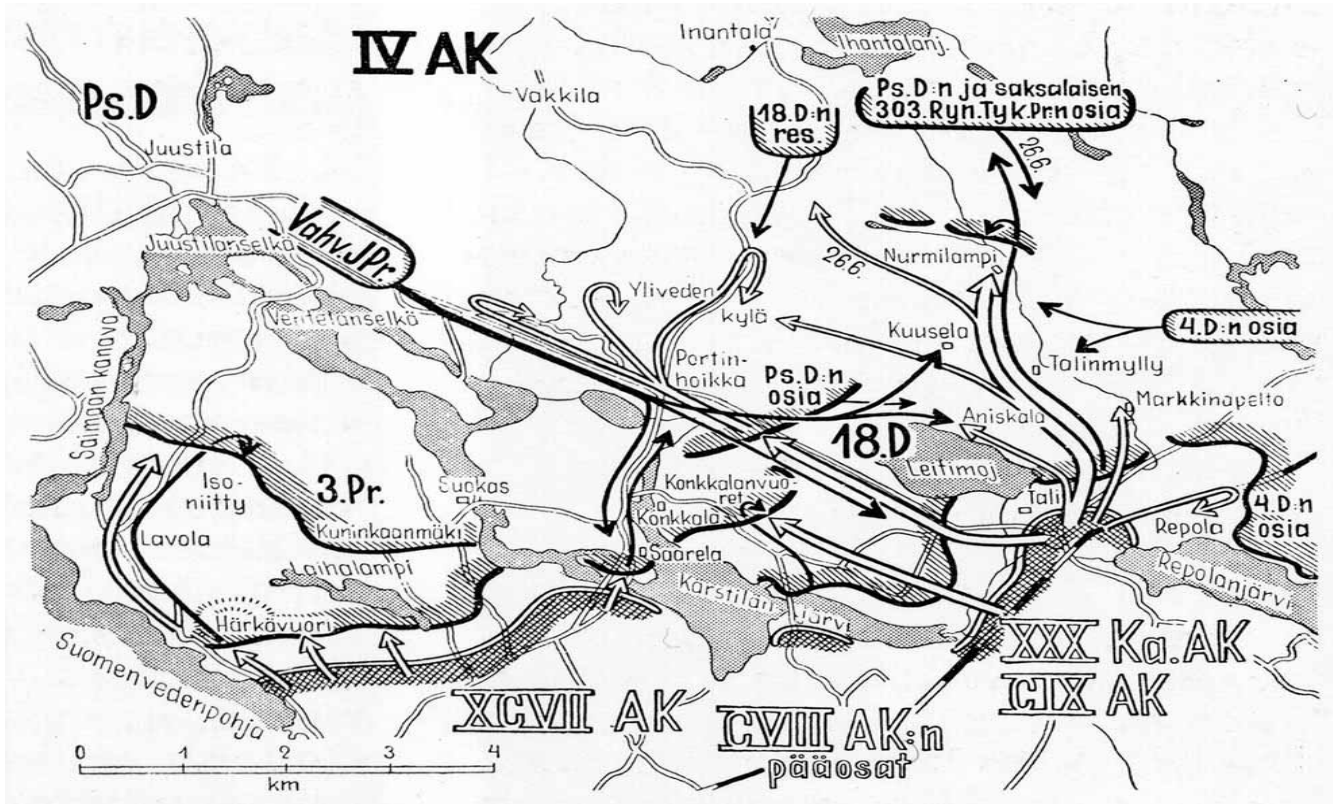 IV AK
Inantala
Ihantalanj.
Ps.D
Vakkila
18.D:n
res.
Ps.D:n ja saksalaisen
303.Ryn.Tyk.Pr:n osia
26.6.
Juustila
Juustilanselkä
Vahv.JPr.
26.6.
Nurmilampi
Yliveden
kylä
Ventelänselkä
Kuusela
4.D:n osia
Saimaan kanava
Portin-
hoikka
Talinmylly
Ps.D:n
osia
Markkinapelto
Aniskala
18.D
Leitimoj.
Iso-
niitty
3.Pr.
Suokas
Konkkalanvuo-
ret
Tali
4.D:n
osia
Konkkala
Repola
Lavola
Kuninkaanmäki
Säärela
Laihalampi
Repolanjärvi
Kärstilän-
järvi
Härkävuori
Suomenvedenpohja
XXX Ka.AK
CIX AK
XCVII AK
CVIII AK:n
pääosat
0 1 2 3 4
km